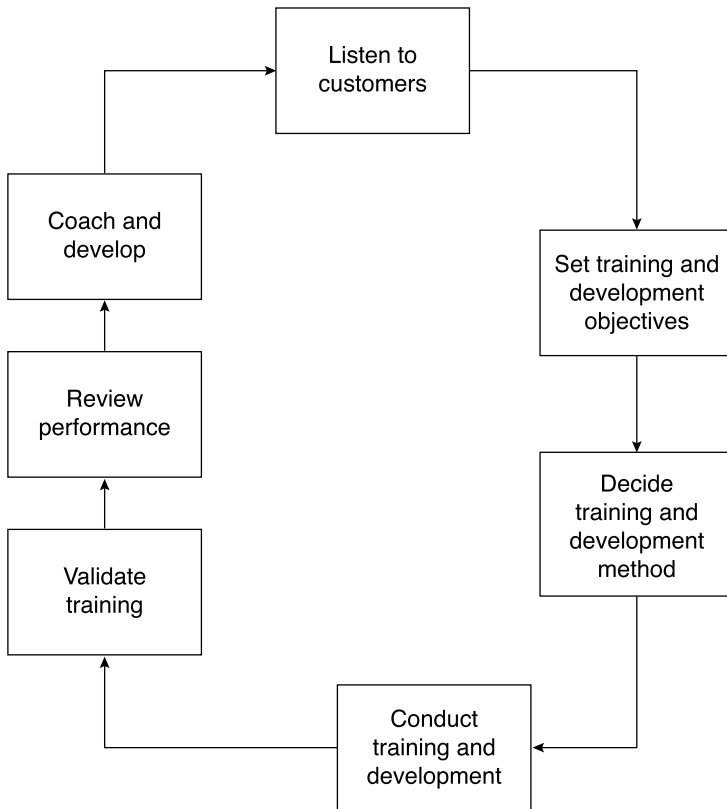 Listen to
customers
Set training and
development
objectives
Decide
training and
development
method
Conduct
training and
development
Validate
training
Review
performance
Coach and
develop